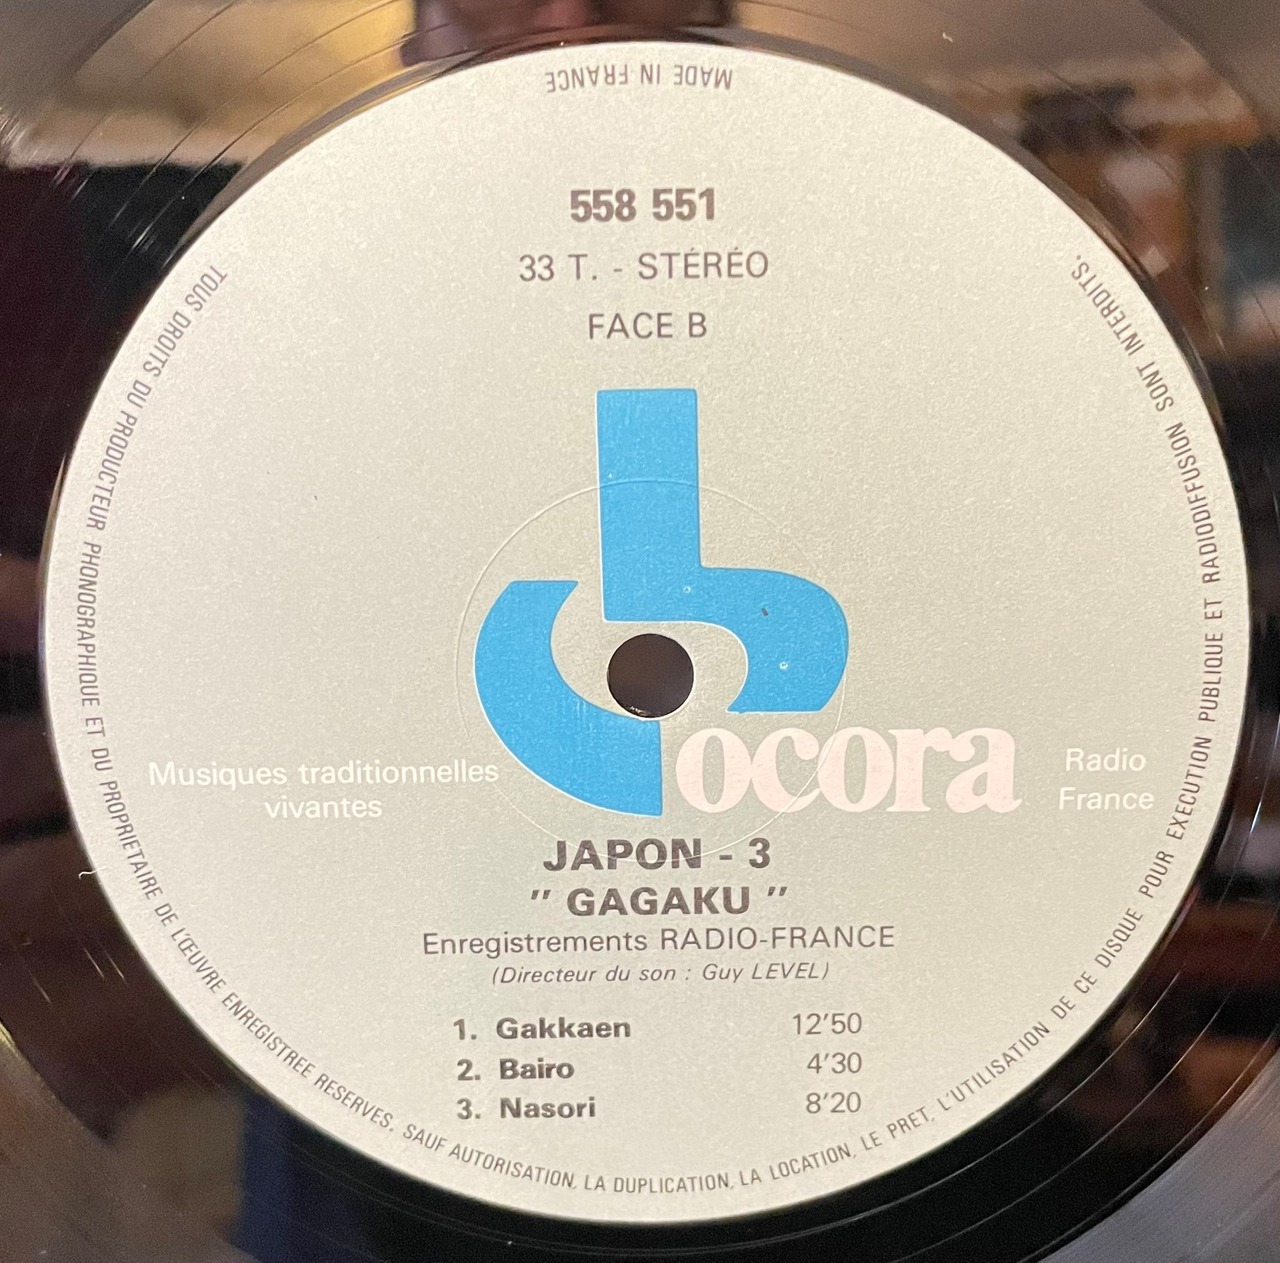 MADE IN FRANCE
558 551
33 T. - STÉRÉO
FACE B
ocora
Musiques traditionnelles
vivantes
Radio
France
JAPON - 3
" GAGAKU "
Enregistrements RADIO-FRANCE
(Directeur du son : Guy LEVEL)
1. Gakkaen 12'50
2. Bairo 4'30
3. Nasori 8'20
TOUS DROITS DU PRODUCTEUR PHONOGRAPHIQUE ET DU PROPRIETAIRE DE L'ŒUVRE ENREGISTREE RESERVES. SAUF AUTORISATION, LA DUPLICATION, LA LOCATION, LE PRET, L'UTILISATION DE CE DISQUE POUR EXECUTION PUBLIQUE ET RADIODIFFUSION SONT INTERDITS.